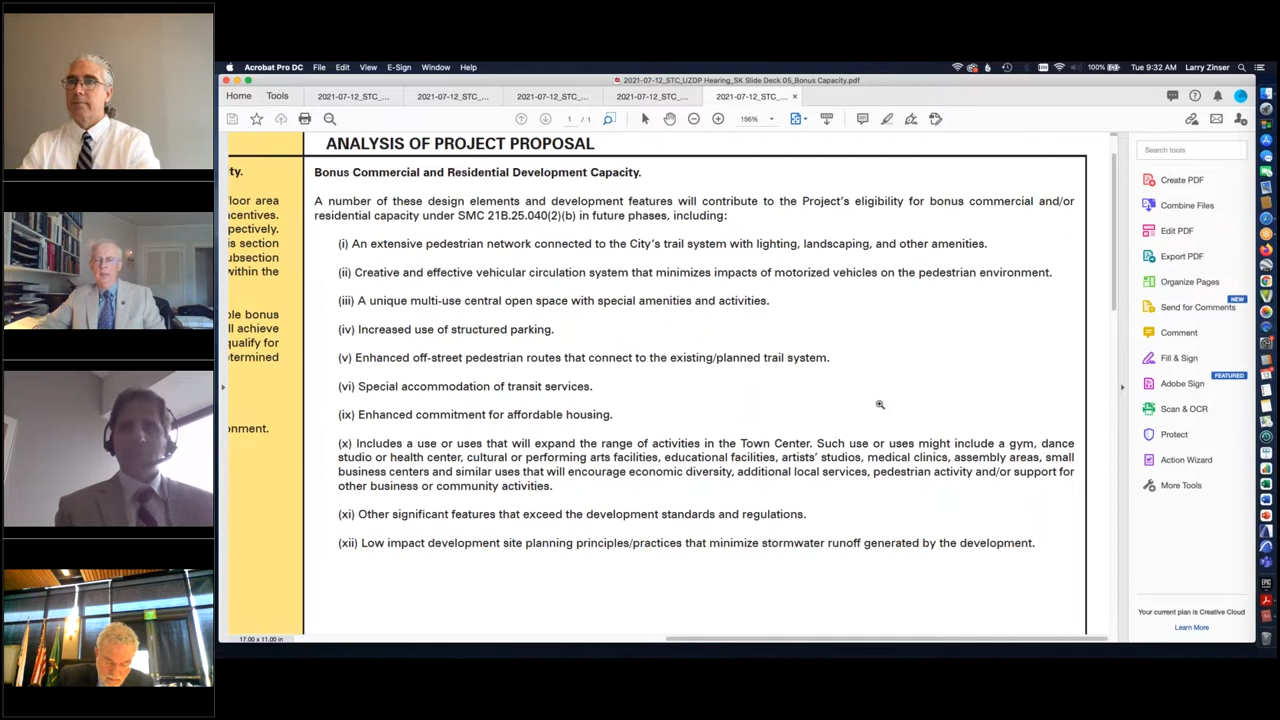 Acrobat Pro DC File Edit View E-Sign Window Help 100% Tue 9:32 AM Larry Zinser
2021-07-12_STC_UZDP Hearing_SK Slide Deck 05_Bonus Capacity.pdf
Home Tools 2021-07-12_STC_... 2021-07-12_STC_... 2021-07-12_STC_... 2021-07-12_STC_... 2021-07-12_STC_... ×
1 / 1 156%
ANALYSIS OF PROJECT PROPOSAL
ty.
floor area
ncentives.
pectively.
is section
ubsection
within the
ble bonus
ll achieve
qualify for
etermined
onment.
Bonus Commercial and Residential Development Capacity.
A number of these design elements and development features will contribute to the Project's eligibility for bonus commercial and/or
residential capacity under SMC 21B.25.040(2)(b) in future phases, including:
(i) An extensive pedestrian network connected to the City's trail system with lighting, landscaping, and other amenities.
(ii) Creative and effective vehicular circulation system that minimizes impacts of motorized vehicles on the pedestrian environment.
(iii) A unique multi-use central open space with special amenities and activities.
(iv) Increased use of structured parking.
(v) Enhanced off-street pedestrian routes that connect to the existing/planned trail system.
(vi) Special accommodation of transit services.
(ix) Enhanced commitment for affordable housing.
(x) Includes a use or uses that will expand the range of activities in the Town Center. Such use or uses might include a gym, dance
studio or health center, cultural or performing arts facilities, educational facilities, artists' studios, medical clinics, assembly areas, small
business centers and similar uses that will encourage economic diversity, additional local services, pedestrian activity and/or support for
other business or community activities.
(xi) Other significant features that exceed the development standards and regulations.
(xii) Low impact development site planning principles/practices that minimize stormwater runoff generated by the development.
17.00 x 11.00 in
Search tools
Create PDF
Combine Files
Edit PDF
Export PDF
Organize Pages
NEW
Send for Comments
Comment
Fill & Sign
FEATURED
Adobe Sign
Scan & OCR
Protect
Action Wizard
More Tools
Your current plan is Creative Cloud
Learn More